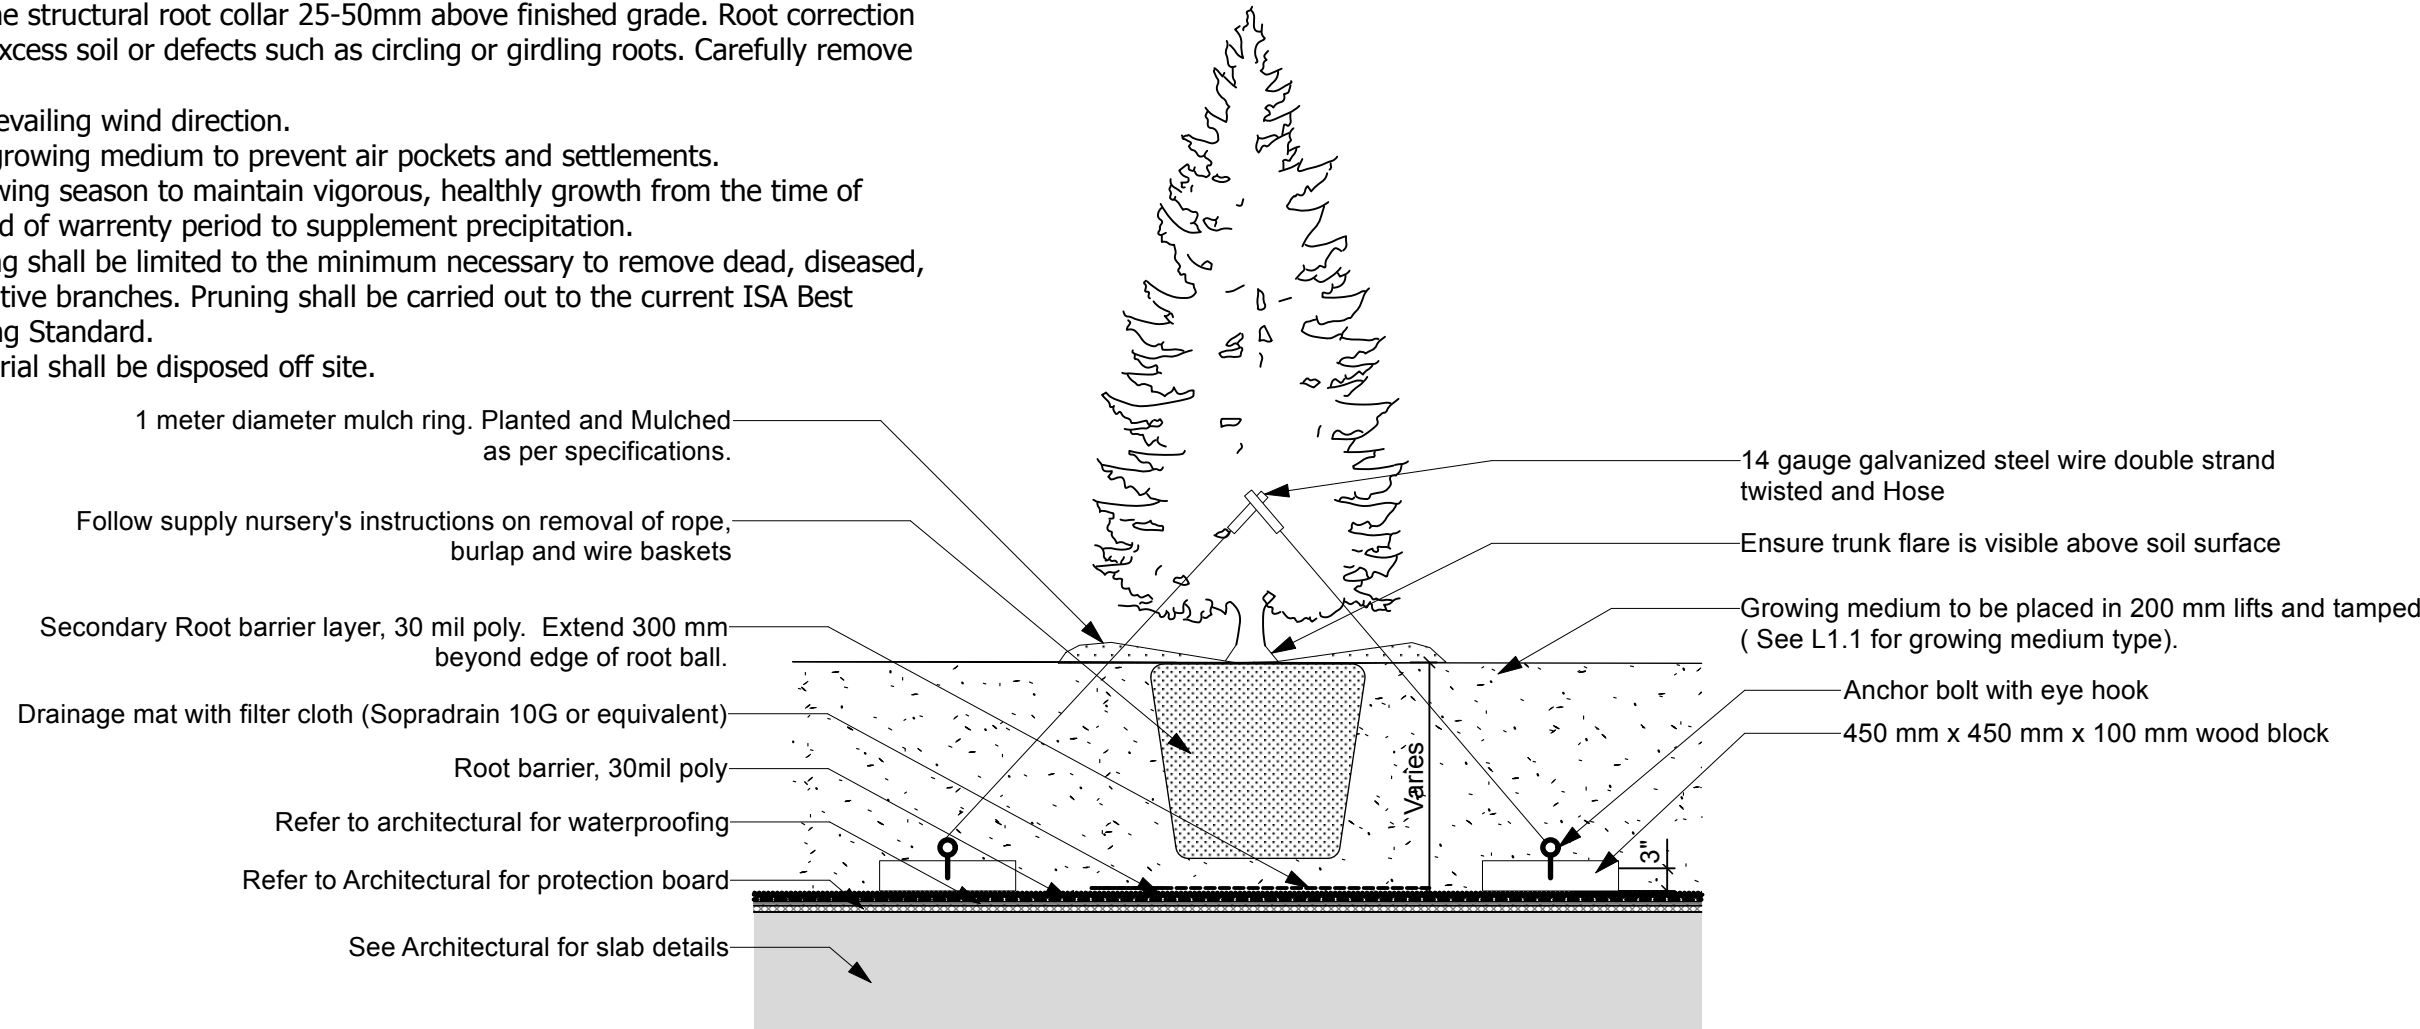 ne structural root collar 25-50mm above finished grade. Root correction
xcess soil or defects such as circling or girdling roots. Carefully remove
evailing wind direction.
growing medium to prevent air pockets and settlements.
wing season to maintain vigorous, healthly growth from the time of
d of warrenty period to supplement precipitation.
ng shall be limited to the minimum necessary to remove dead, diseased,
ctive branches. Pruning shall be carried out to the current ISA Best
ng Standard.
rial shall be disposed off site.
1 meter diameter mulch ring. Planted and Mulched
as per specifications.
Follow supply nursery's instructions on removal of rope,
burlap and wire baskets
Secondary Root barrier layer, 30 mil poly. Extend 300 mm
beyond edge of root ball.
Drainage mat with filter cloth (Sopradrain 10G or equivalent)
Root barrier, 30mil poly
Refer to architectural for waterproofing
Refer to Architectural for protection board
See Architectural for slab details
14 gauge galvanized steel wire double strand
twisted and Hose
Ensure trunk flare is visible above soil surface
Growing medium to be placed in 200 mm lifts and tamped
( See L1.1 for growing medium type).
Anchor bolt with eye hook
450 mm x 450 mm x 100 mm wood block
Varies
3"